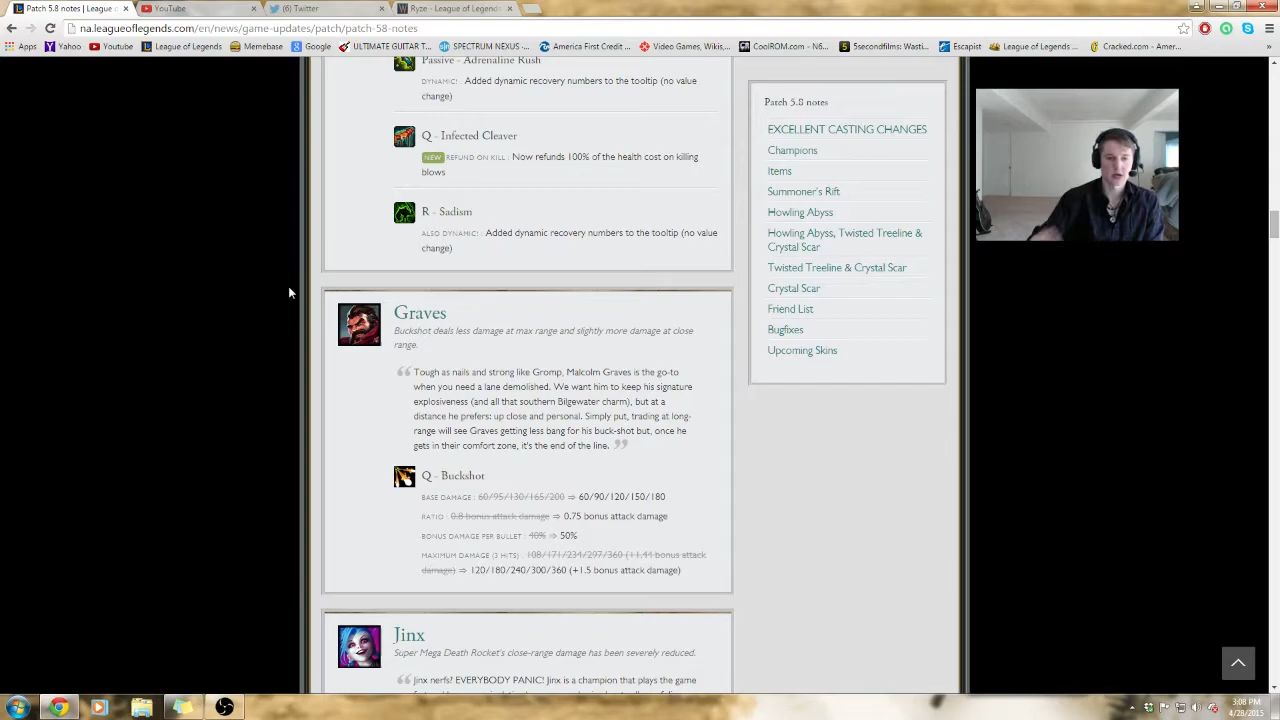 Patch 5.8 notes | League o
YouTube
(6) Twitter
Ryze - League of Legends
na.leagueoflegends.com/en/news/game-updates/patch/patch-58-notes
Apps
Yahoo
Youtube
League of Legends
Memebase
Google
ULTIMATE GUITAR T...
SPECTRUM NEXUS -...
America First Credit ...
Video Games, Wikis,...
CoolROM.com - N6...
5secondfilms: Wasti...
Escapist
League of Legends ...
Cracked.com - Amer...
»
Passive - Adrenaline Rush
DYNAMIC! : Added dynamic recovery numbers to the tooltip (no value
change)
Q - Infected Cleaver
NEW REFUND ON KILL : Now refunds 100% of the health cost on killing
blows
R - Sadism
ALSO DYNAMIC! : Added dynamic recovery numbers to the tooltip (no value
change)
Graves
Buckshot deals less damage at max range and slightly more damage at close
range.
Tough as nails and strong like Gromp, Malcolm Graves is the go-to
when you need a lane demolished. We want him to keep his signature
explosiveness (and all that southern Bilgewater charm), but at a
distance he prefers: up close and personal. Simply put, trading at long-
range will see Graves getting less bang for his buck-shot but, once he
gets in their comfort zone, it's the end of the line.
Q - Buckshot
BASE DAMAGE : 60/95/130/165/200 ⇒ 60/90/120/150/180
RATIO : 0.8 bonus attack damage ⇒ 0.75 bonus attack damage
BONUS DAMAGE PER BULLET : 40% ⇒ 50%
MAXIMUM DAMAGE (3 HITS) : 108/171/234/297/360 (+1.44 bonus attack
damage) ⇒ 120/180/240/300/360 (+1.5 bonus attack damage)
Jinx
Super Mega Death Rocket's close-range damage has been severely reduced.
Jinx nerfs? EVERYBODY PANIC! Jinx is a champion that plays the game
Patch 5.8 notes
EXCELLENT CASTING CHANGES
Champions
Items
Summoner's Rift
Howling Abyss
Howling Abyss, Twisted Treeline &
Crystal Scar
Twisted Treeline & Crystal Scar
Crystal Scar
Friend List
Bugfixes
Upcoming Skins
3:08 PM
4/28/2015